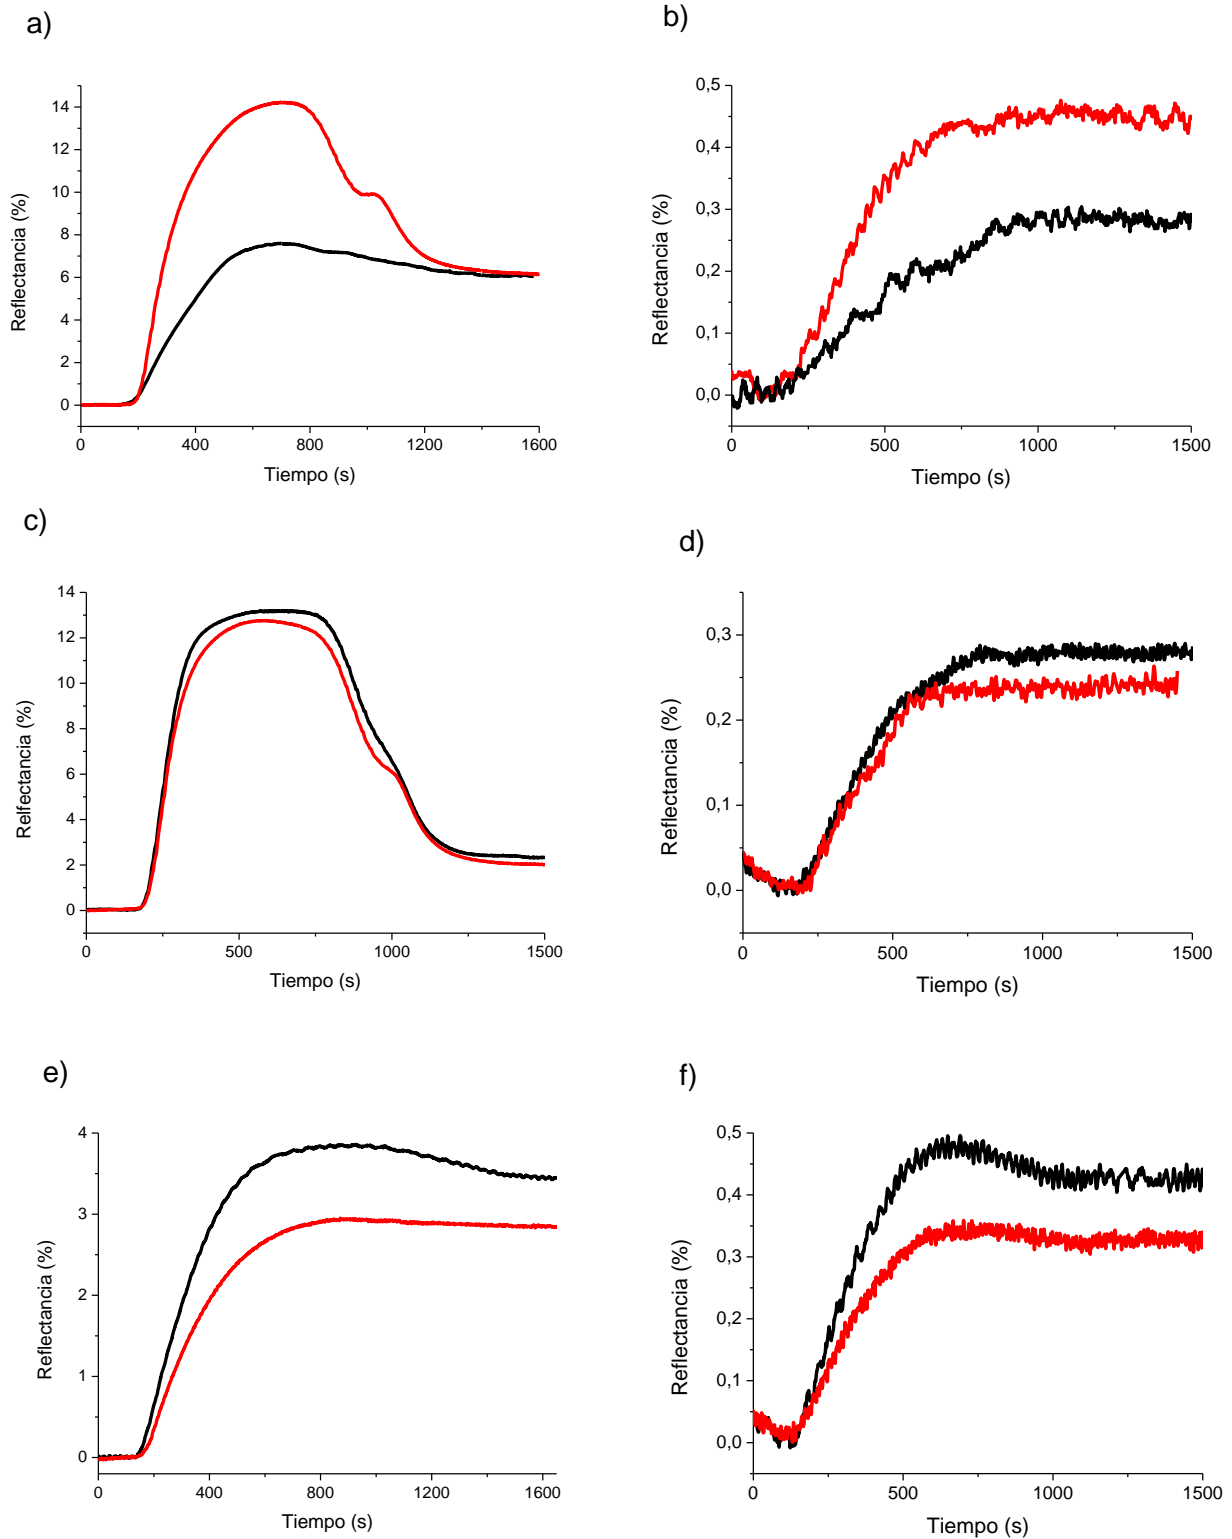 a)
14
12
10
8
6
4
2
0
Reflectancia (%)
0 400 800 1200 1600
Tiempo (s)
b)
0,5
0,4
0,3
0,2
0,1
0,0
Reflectancia (%)
0 500 1000 1500
Tiempo (s)
c)
14
12
10
8
6
4
2
0
Relfectancia (%)
0 500 1000 1500
Tiempo (s)
d)
0,3
0,2
0,1
0,0
Reflectancia (%)
0 500 1000 1500
Tiempo (s)
e)
4
3
2
1
0
Reflectancia (%)
0 400 800 1200 1600
Tiempo (s)
f)
0,5
0,4
0,3
0,2
0,1
0,0
Reflectancia (%)
0 500 1000 1500
Tiempo (s)